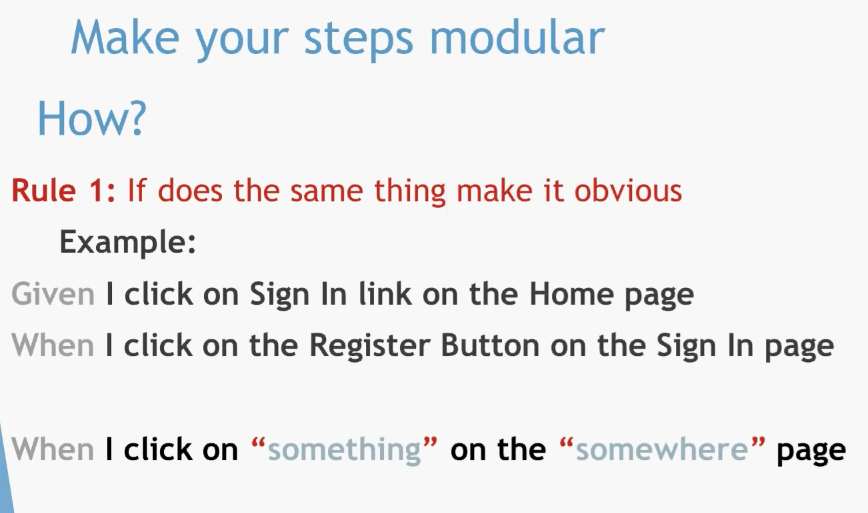 Make your steps modular
How?
Rule 1: If does the same thing make it obvious
Example:
Given I click on Sign In link on the Home page
When I click on the Register Button on the Sign In page
When I click on “something” on the “somewhere” page